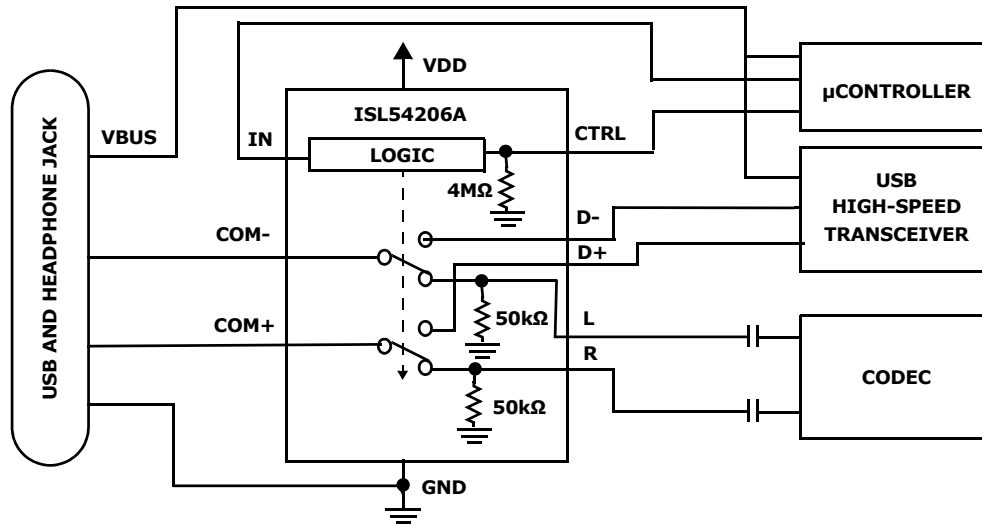 VDD
ISL54206A
µCONTROLLER
VBUS
IN
LOGIC
CTRL
4MΩ
USB
HIGH-SPEED
TRANSCEIVER
D-
D+
COM-
COM+
USB AND HEADPHONE JACK
50kΩ
L
R
50kΩ
CODEC
GND